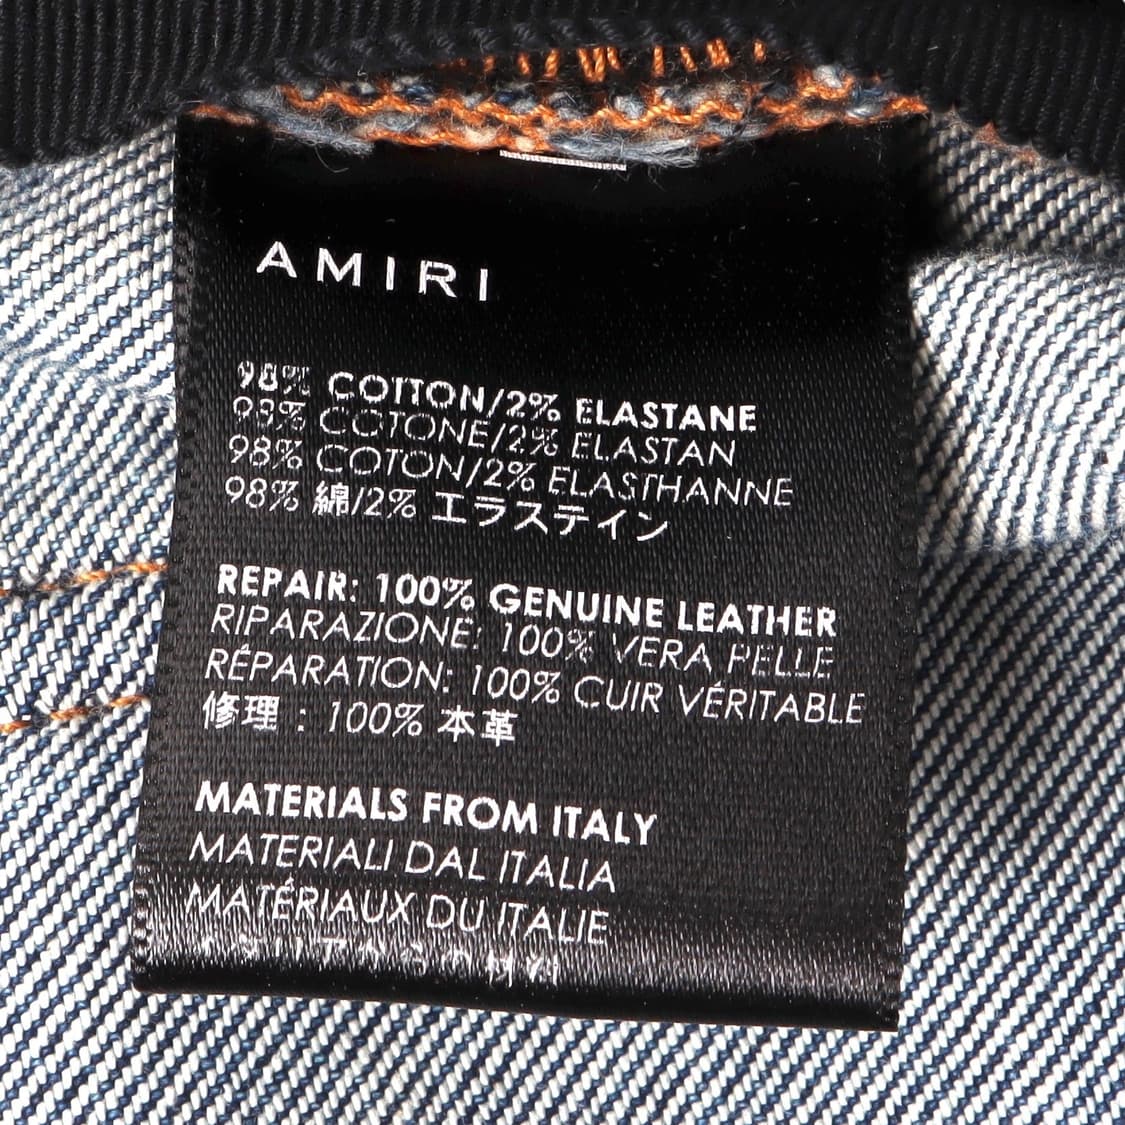 AMIRI
98% COTTON/2% ELASTANE
98% COTONE/2% ELASTAN
98% COTON/2% ELASTHANNE
98% 綿/2% エラステイン
REPAIR: 100% GENUINE LEATHER
RIPARAZIONE: 100% VERA PELLE
RÉPARATION: 100% CUIR VÉRITABLE
修理 : 100% 本革
MATERIALS FROM ITALY
MATERIALI DAL ITALIA
MATÉRIAUX DU ITALIE